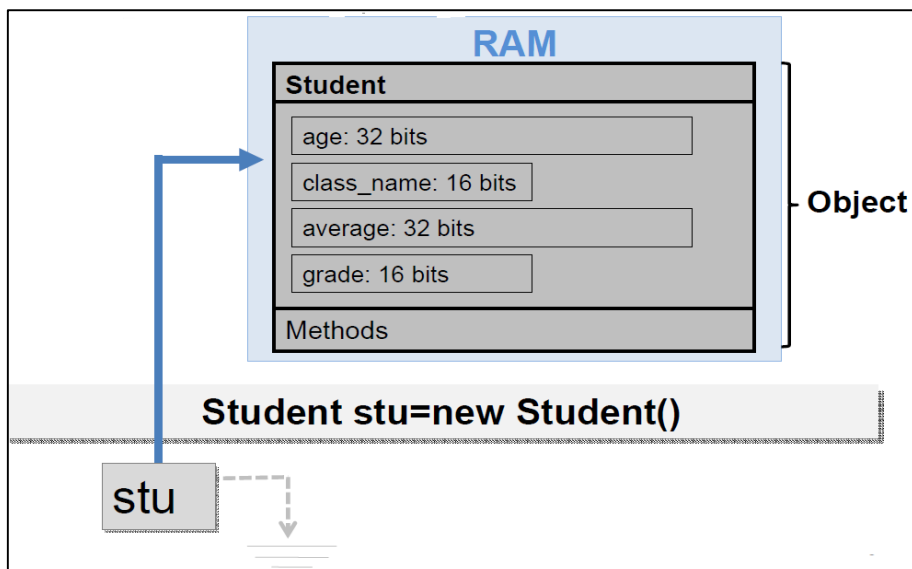 RAM
Student
age: 32 bits
class_name: 16 bits
average: 32 bits
grade: 16 bits
Methods
Object
Student stu=new Student()
stu